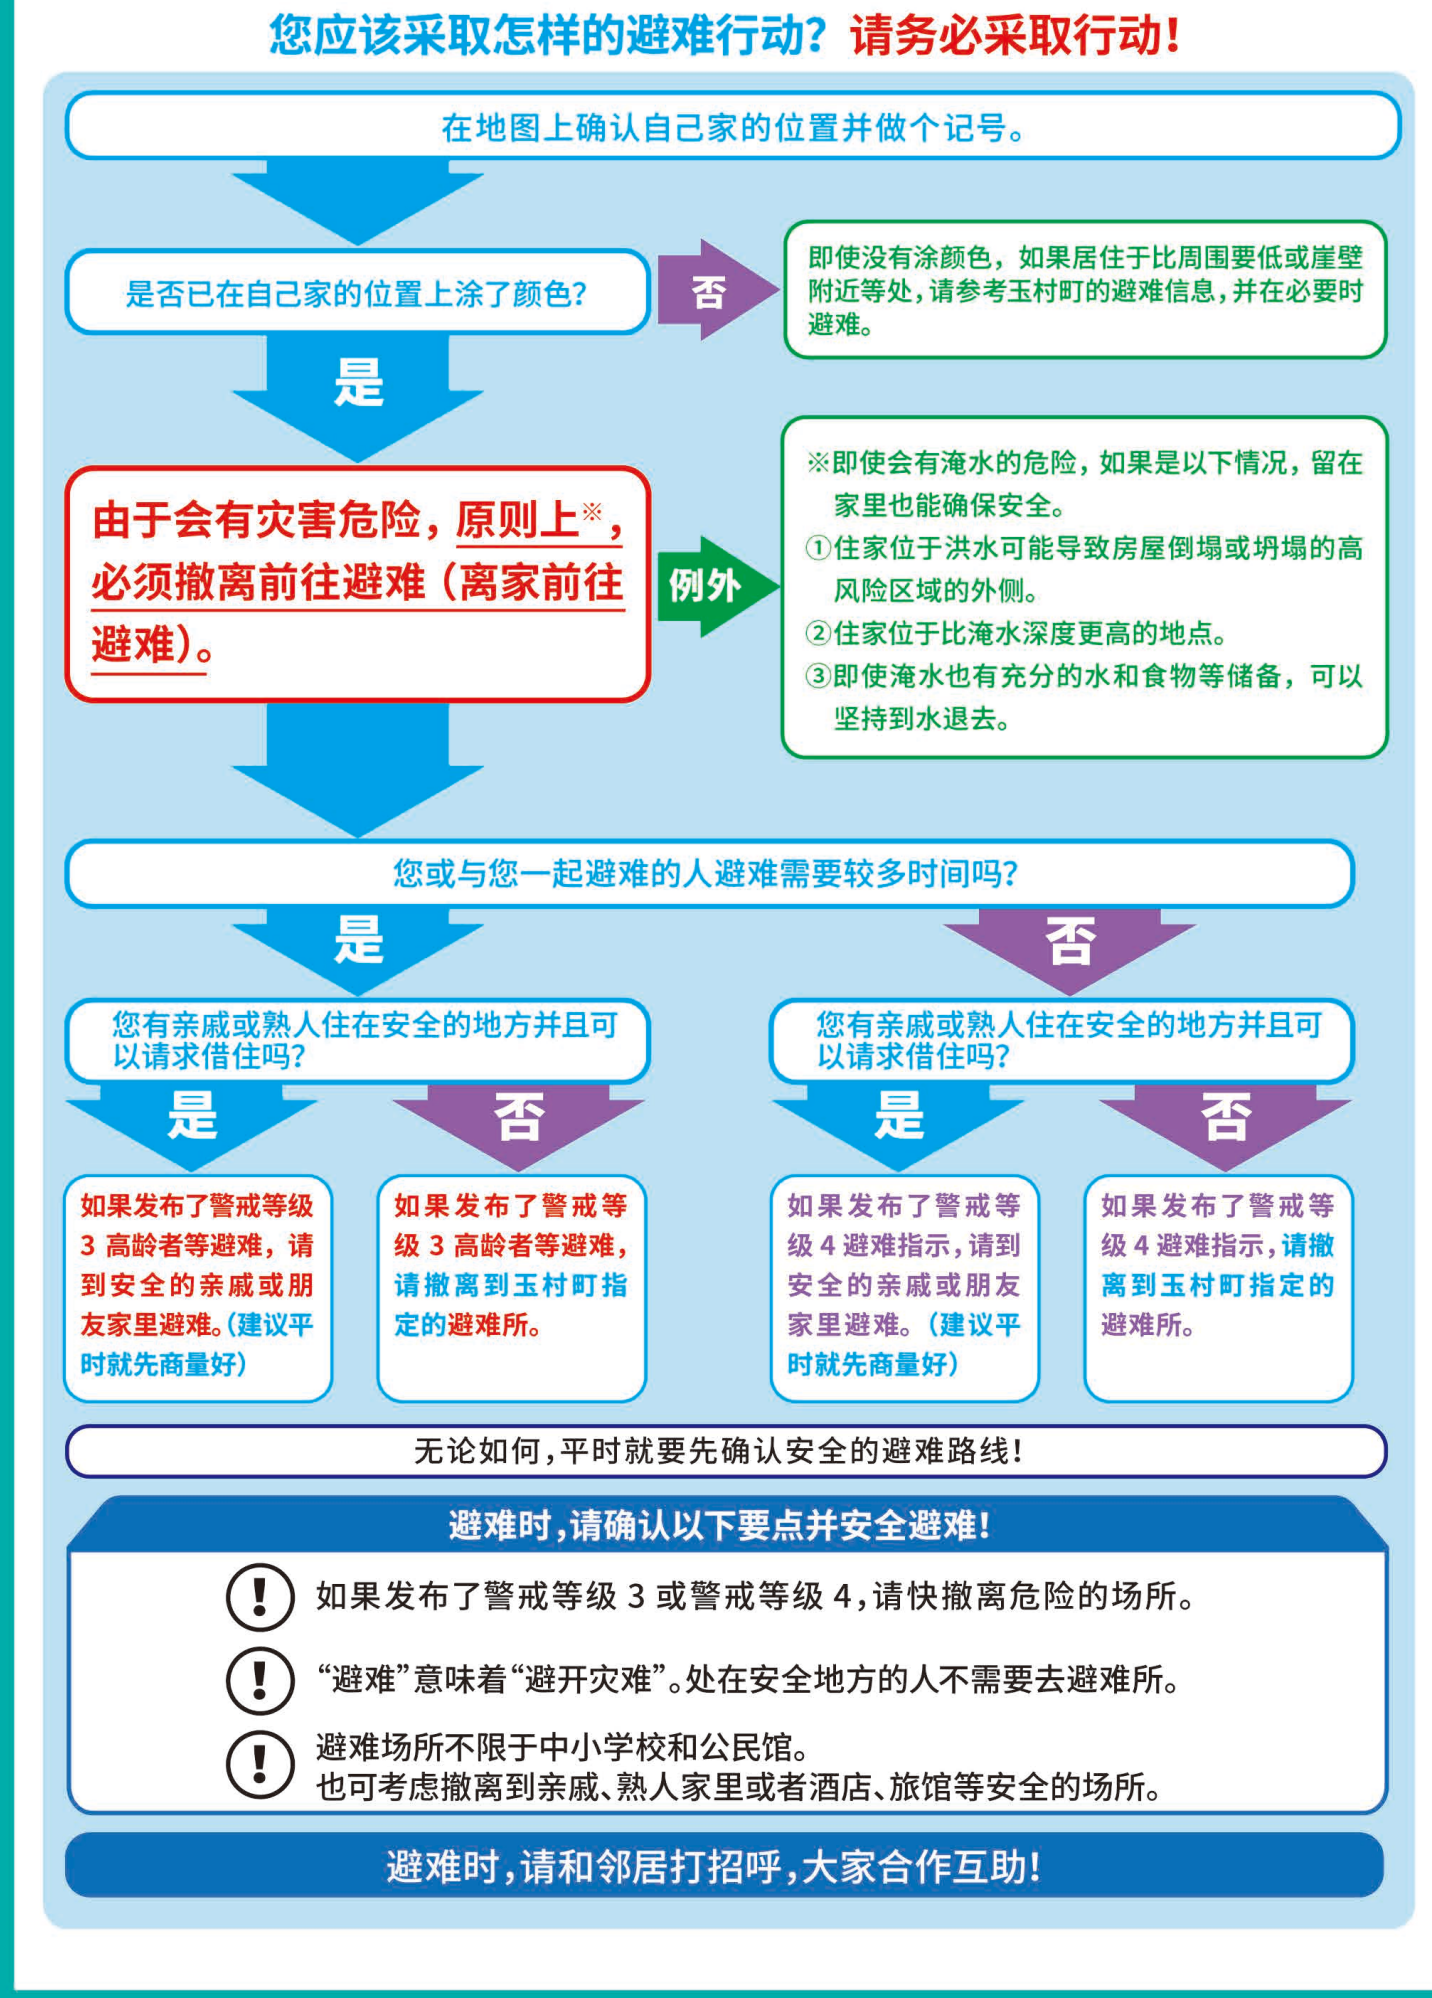 您应该采取怎样的避难行动？请务必采取行动！
在地图上确认自己家的位置并做个记号。
是否已在自己家的位置上涂了颜色？
否
即使没有涂颜色，如果居住于比周围要低或崖壁
附近等处，请参考玉村町的避难信息，并在必要时
避难。
是
由于会有灾害危险，原则上※，
必须撤离前往避难（离家前往
避难）。
例外
※即使会有淹水的危险，如果是以下情况，留在
家里也能确保安全。
①住家位于洪水可能导致房屋倒塌或坍塌的高
风险区域的外侧。
②住家位于比淹水深度更高的地点。
③即使淹水也有充分的水和食物等储备，可以
坚持到水退去。
您或与您一起避难的人避难需要较多时间吗？
是
否
您有亲戚或熟人住在安全的地方并且可
以请求借住吗？
您有亲戚或熟人住在安全的地方并且可
以请求借住吗？
是
否
是
否
如果发布了警戒等级
3 高龄者等避难，请
到安全的亲戚或朋
友家里避难。（建议平
时就先商量好）
如果发布了警戒等
级 3 高龄者等避难，
请撤离到玉村町指
定的避难所。
如果发布了警戒等
级 4 避难指示，请到
安全的亲戚或朋友
家里避难。（建议平
时就先商量好）
如果发布了警戒等
级 4 避难指示，请撤
离到玉村町指定的
避难所。
无论如何，平时就要先确认安全的避难路线！
避难时，请确认以下要点并安全避难！
! 如果发布了警戒等级 3 或警戒等级 4，请快撤离危险的场所。
! “避难”意味着“避开灾难”。处在安全地方的人不需要去避难所。
! 避难场所不限于中小学校和公民馆。
也可考虑撤离到亲戚、熟人家里或者酒店、旅馆等安全的场所。
避难时，请和邻居打招呼，大家合作互助！